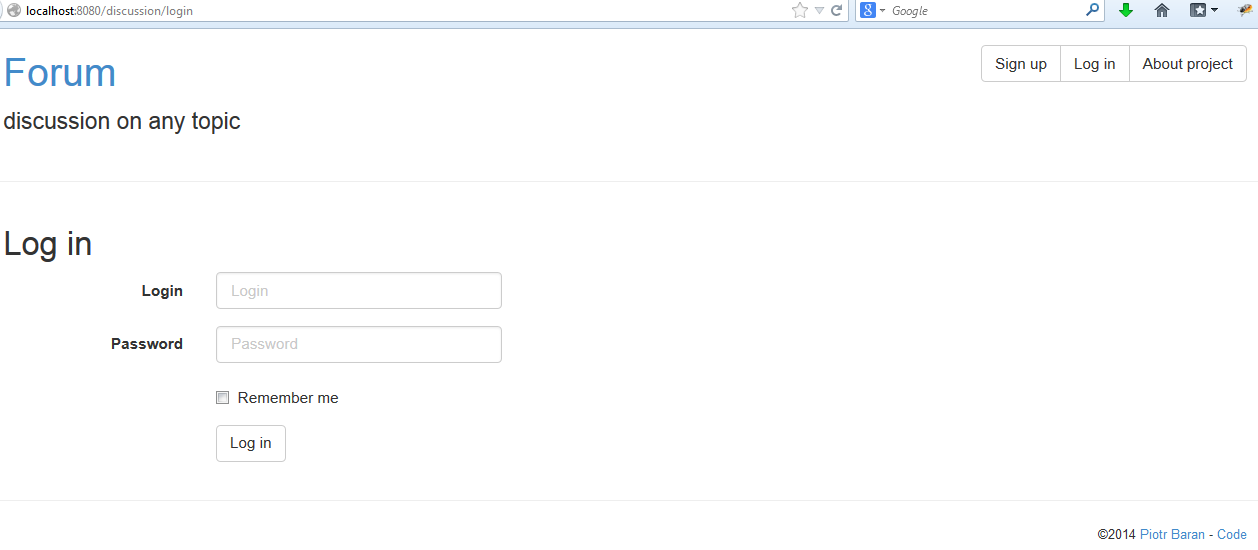 localhost:8080/discussion/login
Google
Forum
Sign up Log in About project
discussion on any topic
Log in
Login Login
Password Password
Remember me
Log in
©2014 Piotr Baran - Code